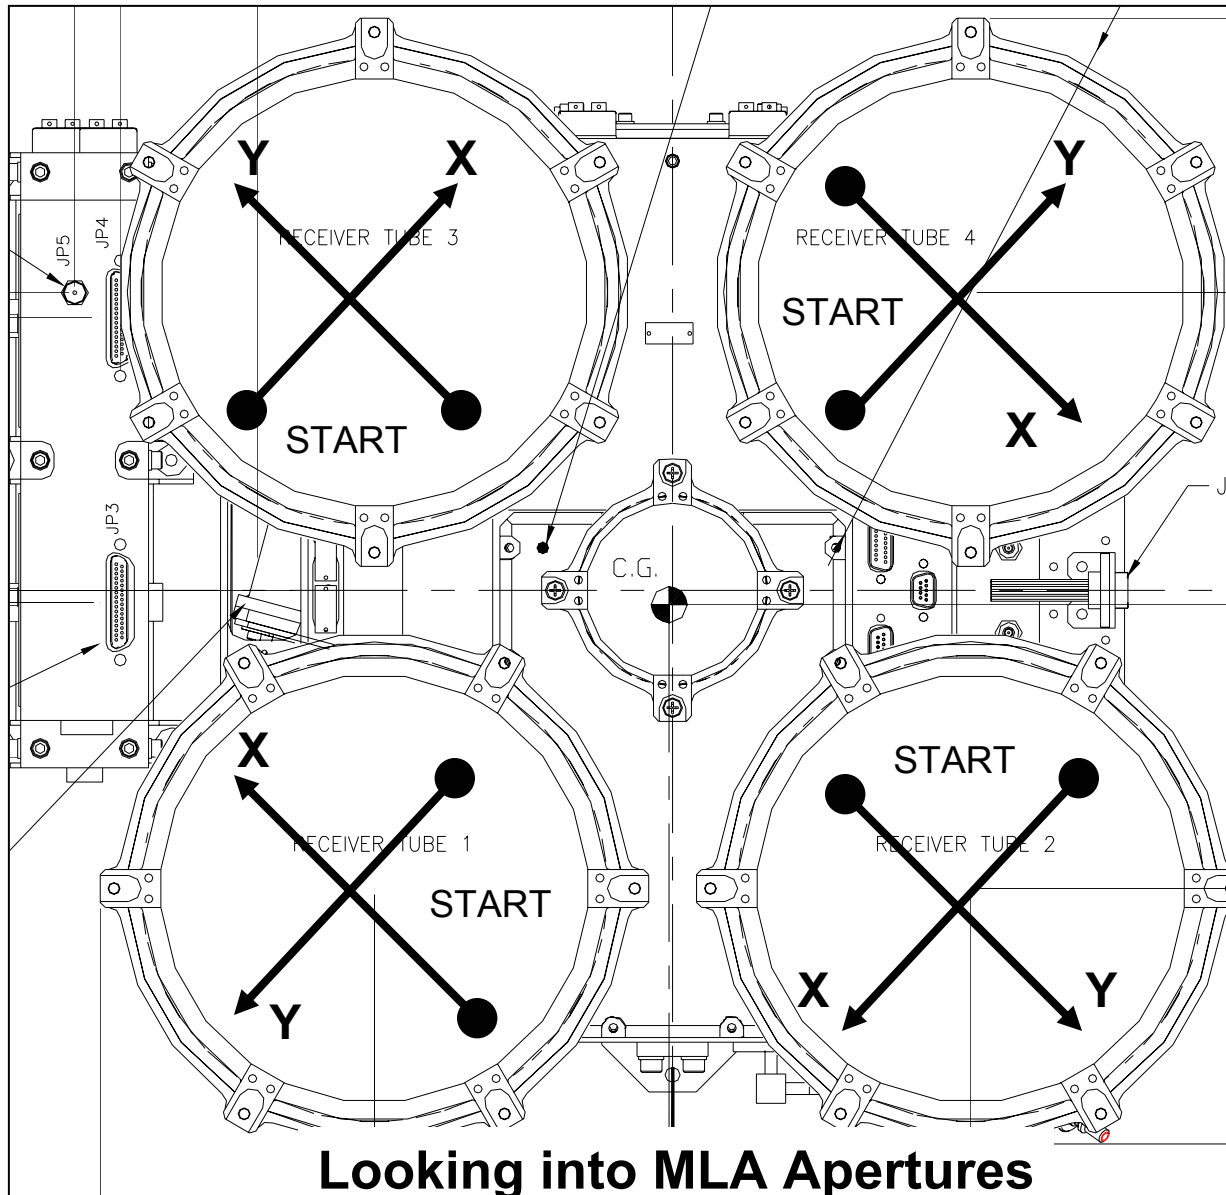 Y X
Y
RECEIVER TUBE 3
RECEIVER TUBE 4
JP5
JP4
START
START
X
JP3
J
C.G.
X
START
RECEIVER TUBE 1
RECEIVER TUBE 2
START
Y
X
Y
Looking into MLA Apertures